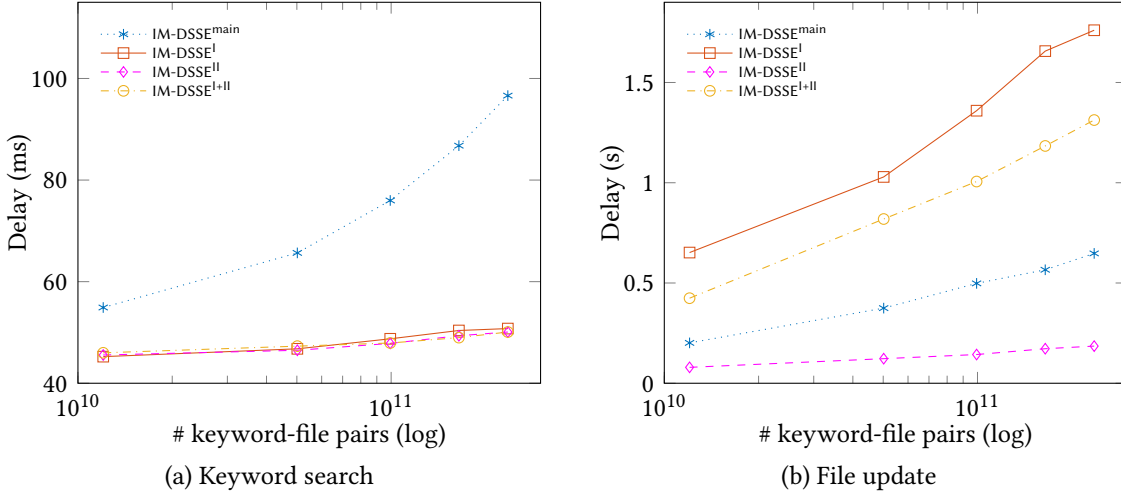 IM-DSSE^main
IM-DSSE^I
IM-DSSE^II
IM-DSSE^I+II
100
80
60
40
Delay (ms)
10^10
10^11
# keyword-file pairs (log)
(a) Keyword search
IM-DSSE^main
IM-DSSE^I
IM-DSSE^II
IM-DSSE^I+II
1.5
1
0.5
0
Delay (s)
10^10
10^11
# keyword-file pairs (log)
(b) File update